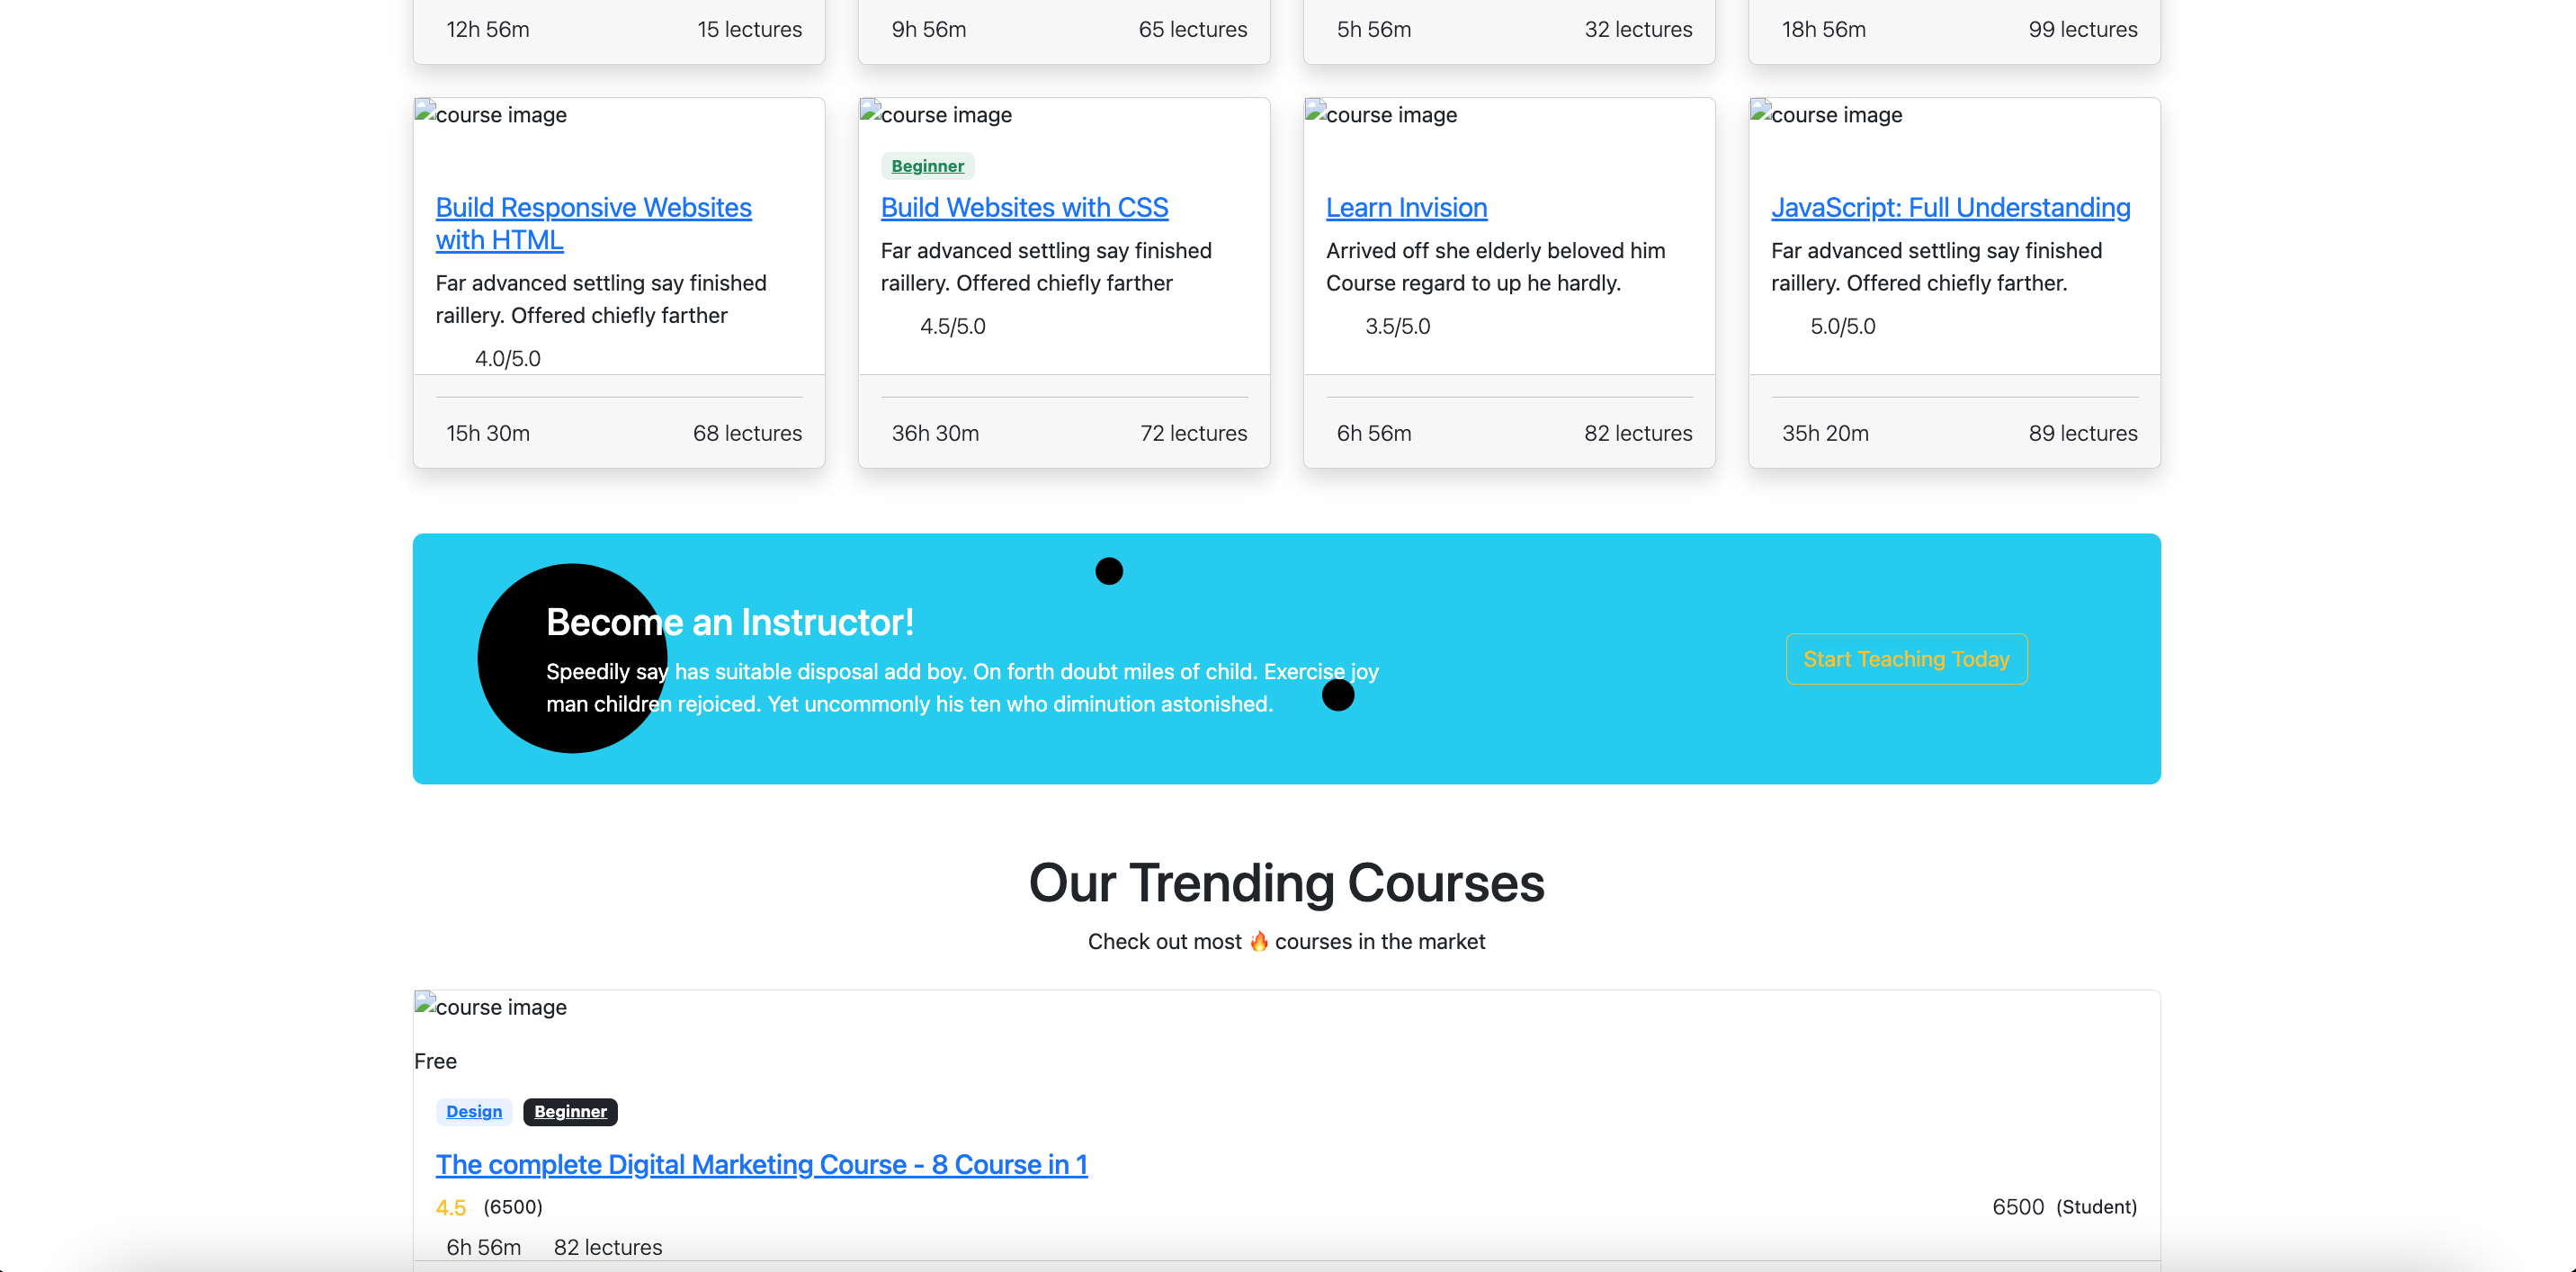 12h 56m 15 lectures
9h 56m 65 lectures
5h 56m 32 lectures
18h 56m 99 lectures
course image
Build Responsive Websites
with HTML
Far advanced settling say finished
raillery. Offered chiefly farther
4.0/5.0
15h 30m 68 lectures
course image
Beginner
Build Websites with CSS
Far advanced settling say finished
raillery. Offered chiefly farther
4.5/5.0
36h 30m 72 lectures
course image
Learn Invision
Arrived off she elderly beloved him
Course regard to up he hardly.
3.5/5.0
6h 56m 82 lectures
course image
JavaScript: Full Understanding
Far advanced settling say finished
raillery. Offered chiefly farther.
5.0/5.0
35h 20m 89 lectures
Become an Instructor!
Speedily say has suitable disposal add boy. On forth doubt miles of child. Exercise joy
man children rejoiced. Yet uncommonly his ten who diminution astonished.
Start Teaching Today
Our Trending Courses
Check out most 🔥 courses in the market
course image
Free
Design Beginner
The complete Digital Marketing Course - 8 Course in 1
4.5 (6500) 6500 (Student)
6h 56m 82 lectures